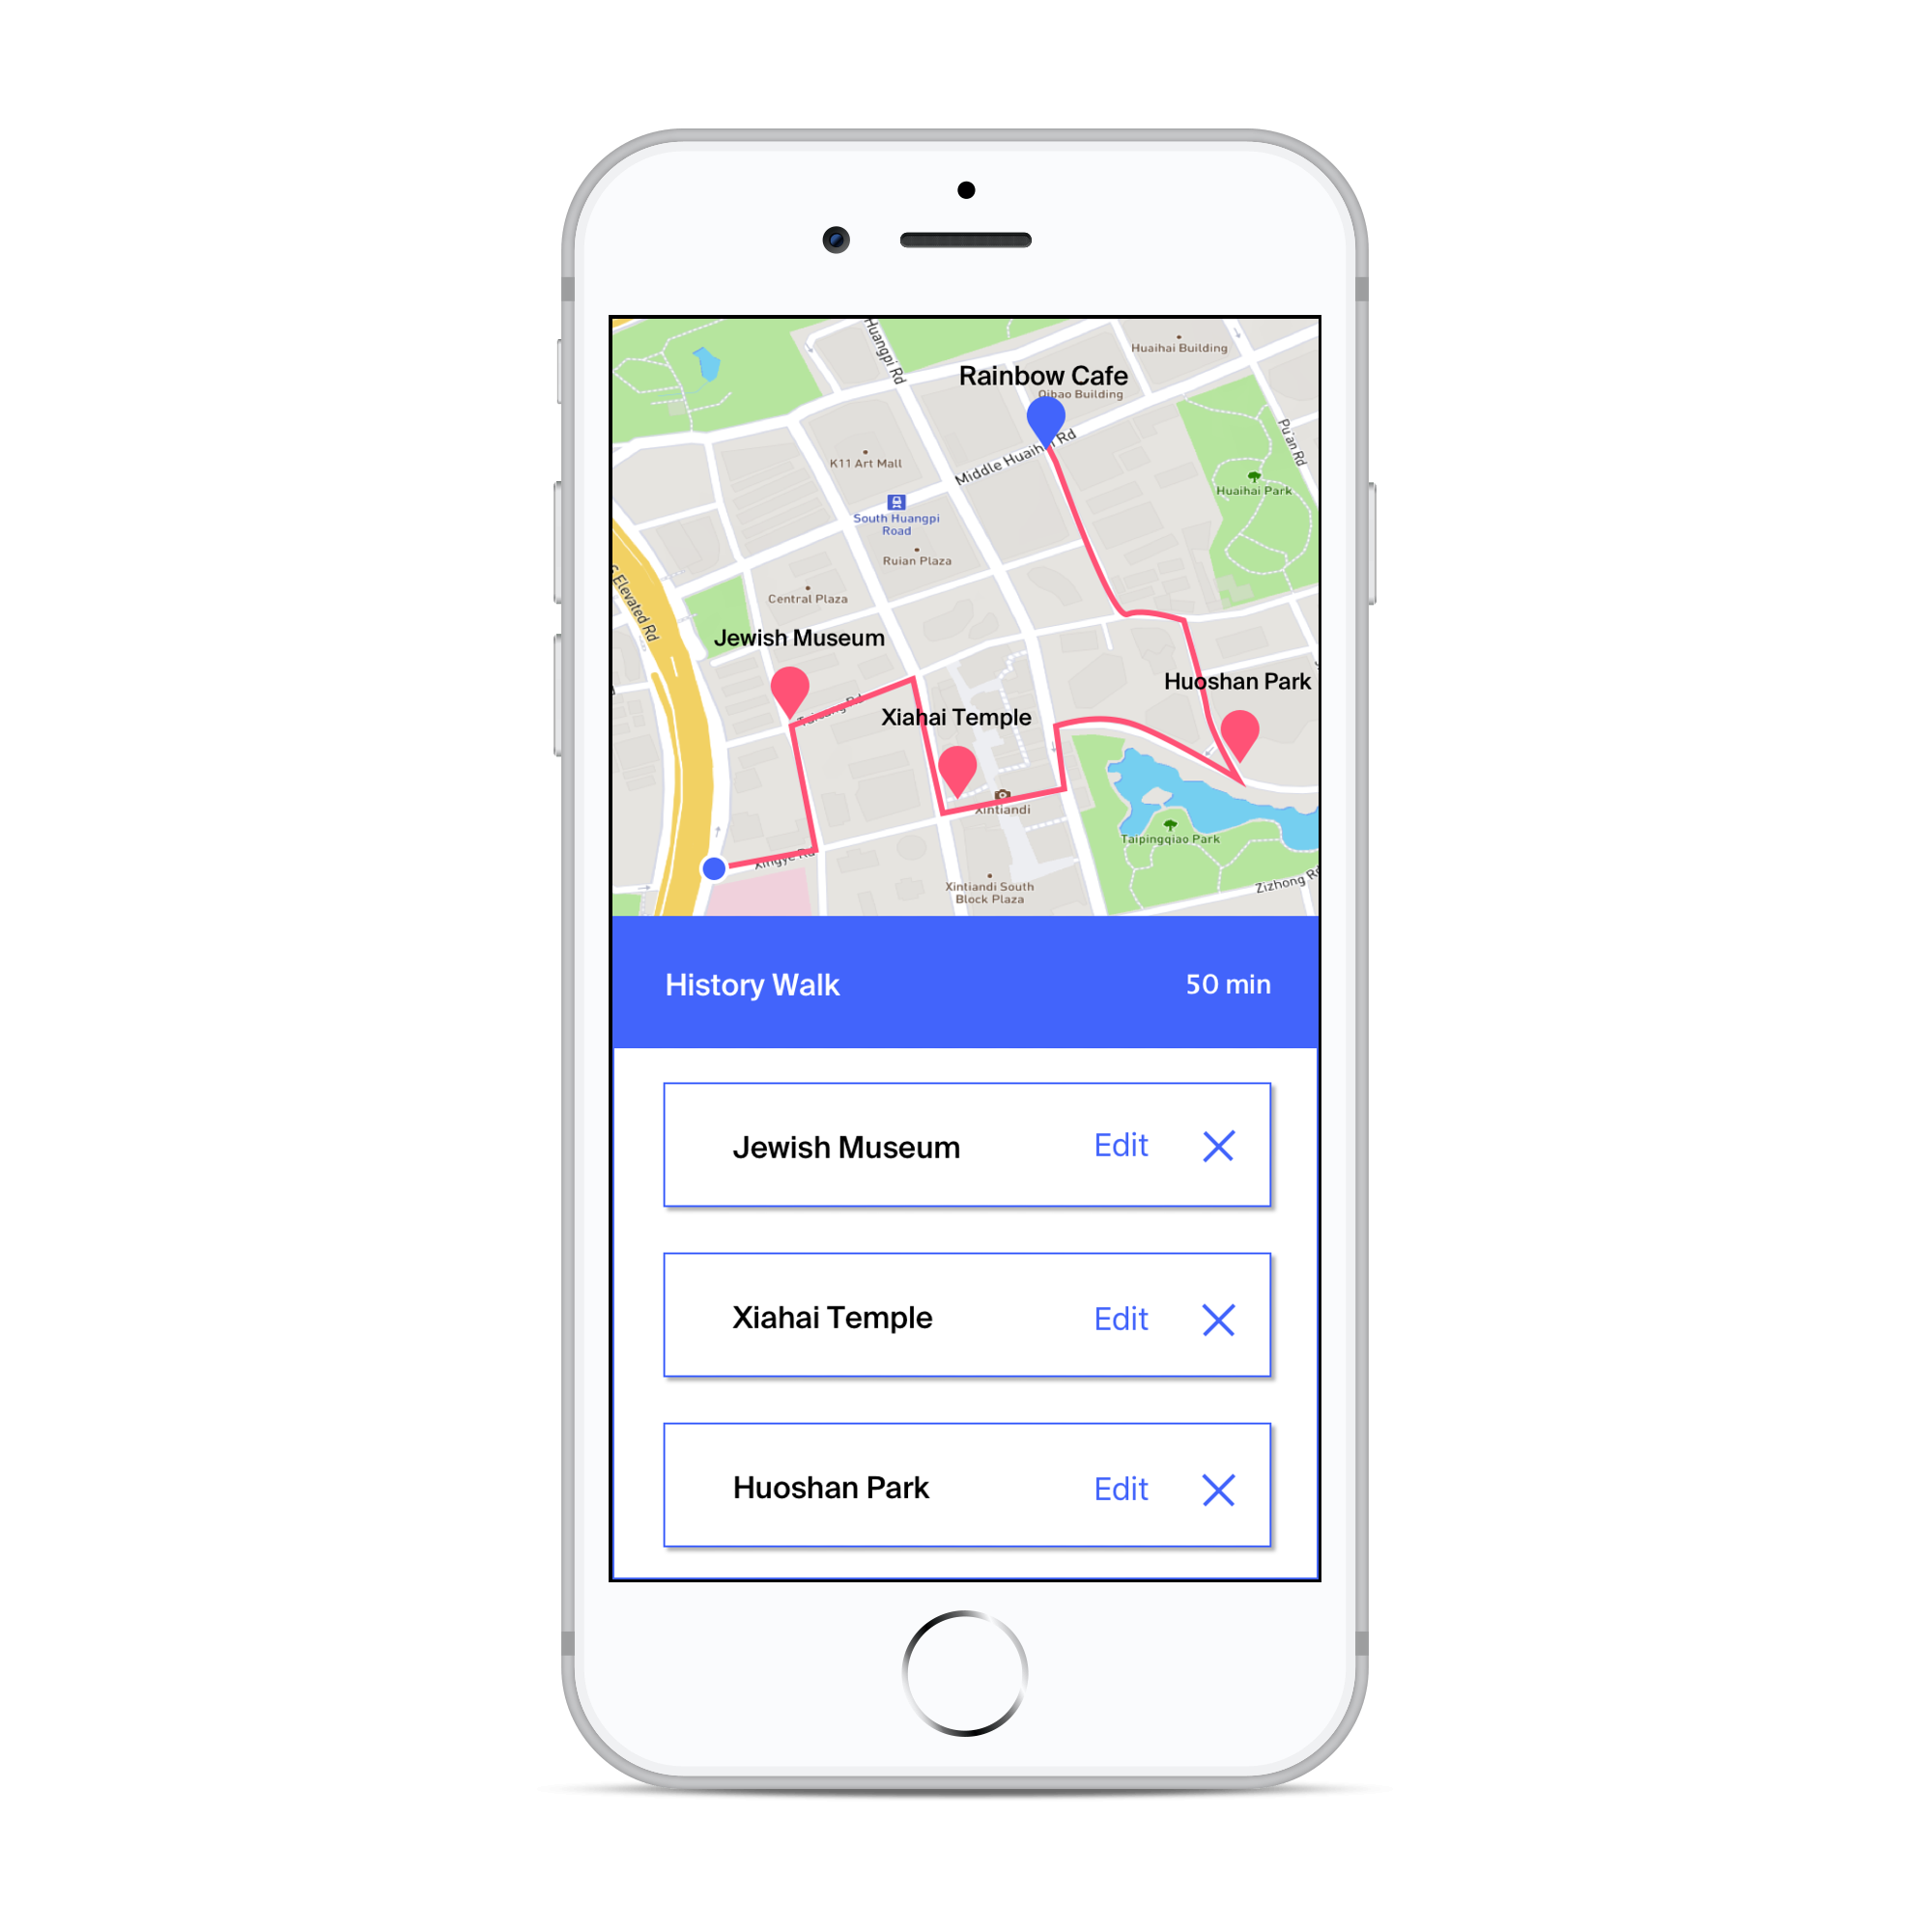 Huangpi Rd
Huaihai Building
Rainbow Cafe
Qibao Building
Pu'an Rd
Middle Huaihai Rd
K11 Art Mall
Huaihai Park
South Huangpi
Road
Ruian Plaza
Central Plaza
Elevated Rd
Jewish Museum
Huoshan Park
Xiahai Temple
Xintiandi
Taipingqiao Park
Xingye Rd
Xintiandi South
Block Plaza
Zizhong Rd
History Walk
50 min
Jewish Museum
Edit
Xiahai Temple
Edit
Huoshan Park
Edit